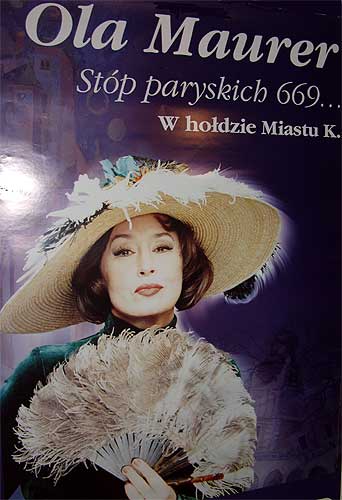 Ola Maurer
Stóp paryskich 669...
W hołdzie Miastu K.